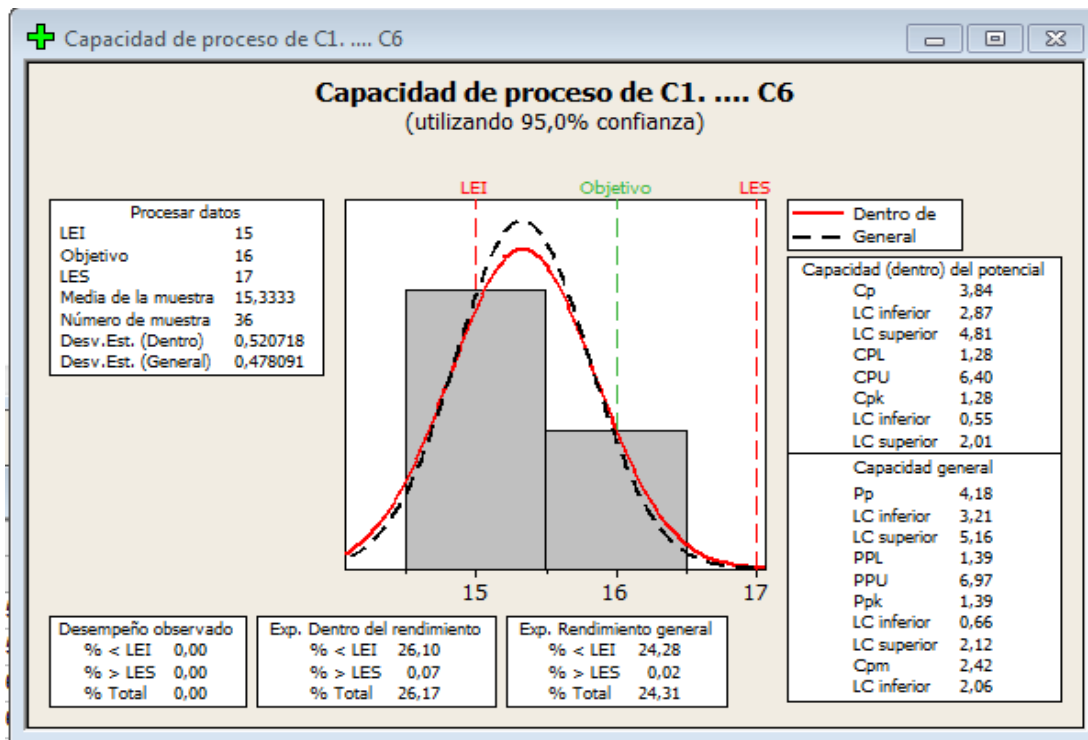 Capacidad de proceso de C1. .... C6
Capacidad de proceso de C1. .... C6
(utilizando 95,0% confianza)
LEI Objetivo LES
Procesar datos
LEI 15
Objetivo 16
LES 17
Media de la muestra 15,3333
Número de muestra 36
Desv.Est. (Dentro) 0,520718
Desv.Est. (General) 0,478091
Dentro de
General
Capacidad (dentro) del potencial
Cp 3,84
LC inferior 2,87
LC superior 4,81
CPL 1,28
CPU 6,40
Cpk 1,28
LC inferior 0,55
LC superior 2,01
Capacidad general
Pp 4,18
LC inferior 3,21
LC superior 5,16
PPL 1,39
PPU 6,97
Ppk 1,39
LC inferior 0,66
LC superior 2,12
Cpm 2,42
LC inferior 2,06
15 16 17
Desempeño observado
% < LEI 0,00
% > LES 0,00
% Total 0,00
Exp. Dentro del rendimiento
% < LEI 26,10
% > LES 0,07
% Total 26,17
Exp. Rendimiento general
% < LEI 24,28
% > LES 0,02
% Total 24,31